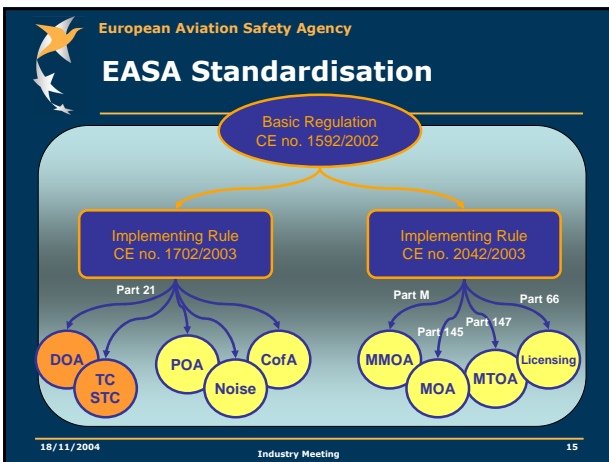 European Aviation Safety Agency
EASA Standardisation
Basic Regulation
CE no. 1592/2002
Implementing Rule
CE no. 1702/2003
Implementing Rule
CE no. 2042/2003
Part 21
Part M
Part 145
Part 147
Part 66
DOA
TC
STC
POA
Noise
CofA
MMOA
MOA
MTOA
Licensing
18/11/2004
Industry Meeting
15